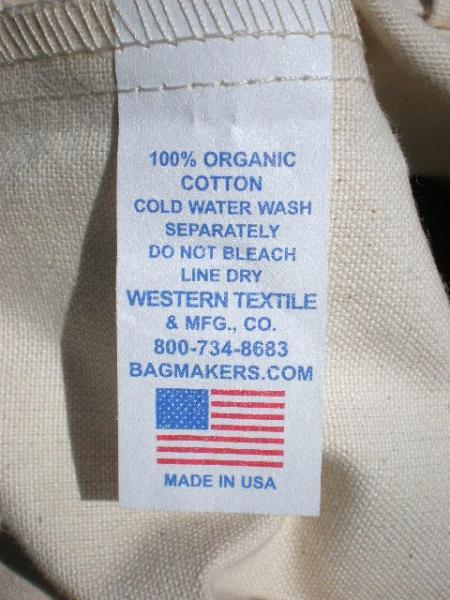 100% ORGANIC
COTTON
COLD WATER WASH
SEPARATELY
DO NOT BLEACH
LINE DRY
WESTERN TEXTILE
& MFG., CO.
800-734-8683
BAGMAKERS.COM
MADE IN USA